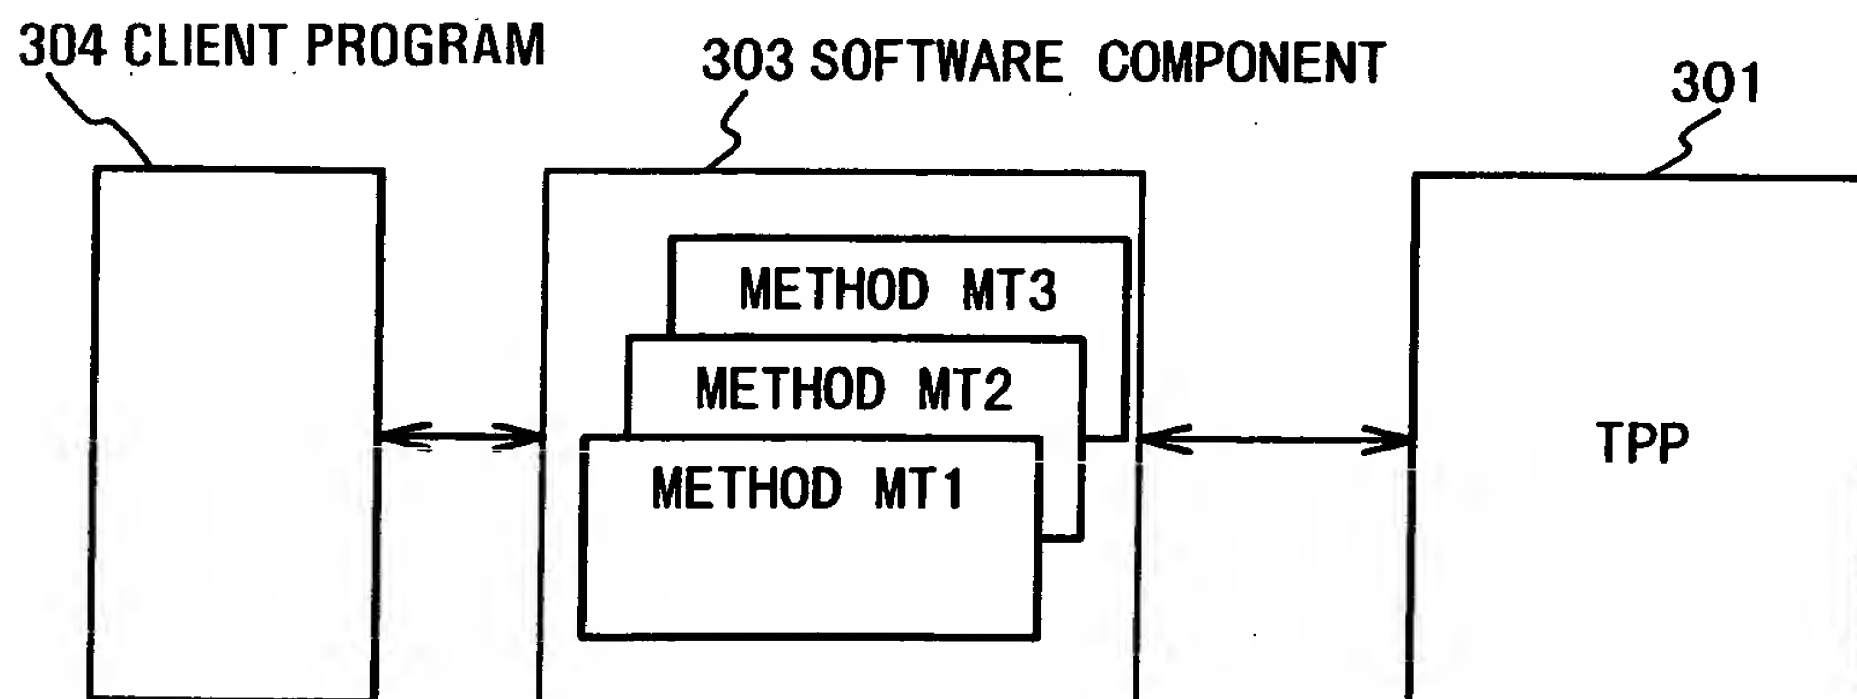 304 CLIENT PROGRAM
303 SOFTWARE COMPONENT
301
METHOD MT3
METHOD MT2
METHOD MT1
TPP